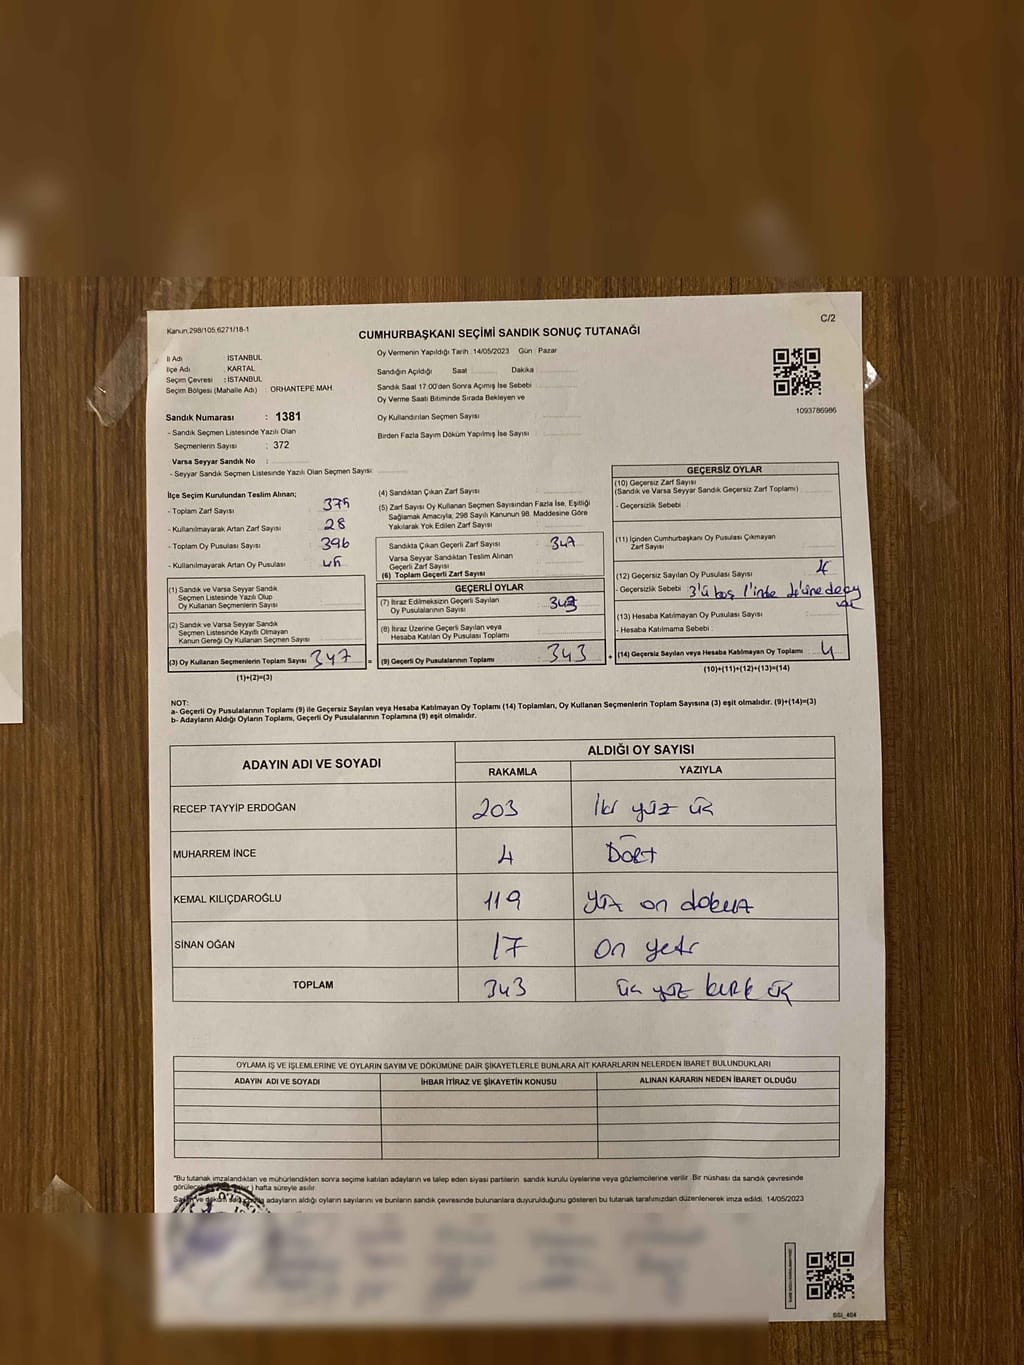 Kanun.298/105,6271/18-1
CUMHURBAŞKANI SEÇİMİ SANDIK SONUÇ TUTANAĞI
C/2
İl Adı : İSTANBUL
İlçe Adı : KARTAL
Seçim Çevresi : İSTANBUL
Seçim Bölgesi (Mahalle Adı) : ORHANTEPE MAH.
Sandık Numarası : 1381
- Sandık Seçmen Listesinde Yazılı Olan
Seçmenlerin Sayısı : 372
Varsa Seyyar Sandık No :
- Seyyar Sandık Seçmen Listesinde Yazılı Olan Seçmen Sayısı:
Oy Vermenin Yapıldığı Tarih :14/05/2023 Gün : Pazar
Sandığın Açıldığı Saat Dakika
Sandık Saat 17:00'den Sonra Açımış İse Sebebi
Oy Verme Saati Bitiminde Sırada Bekleyen ve
Oy Kullandırılan Seçmen Sayısı :
Birden Fazla Sayım Döküm Yapılmış İse Sayısı :
1093786986
İlçe Seçim Kurulundan Teslim Alınan;
- Toplam Zarf Sayısı : 375
- Kullanılmayarak Artan Zarf Sayısı : 28
- Toplam Oy Pusulası Sayısı : 396
- Kullanılmayarak Artan Oy Pusulası :
(1) Sandık ve Varsa Seyyar Sandık
Seçmen Listesinde Yazılı Olup
Oy Kullanan Seçmenlerin Sayısı :
(2) Sandık ve Varsa Seyyar Sandık
Seçmen Listesinde Kayıtlı Olmayan
Kanun Gereği Oy Kullanan Seçmen Sayısı :
(3) Oy Kullanan Seçmenlerin Toplam Sayısı : 347 =
(1)+(2)=(3)
(4) Sandıktan Çıkan Zarf Sayısı :
(5) Zarf Sayısı Oy Kullanan Seçmen Sayısından Fazla İse, Eşitliği
Sağlamak Amacıyla, 298 Sayılı Kanunun 98. Maddesine Göre
Yakılarak Yok Edilen Zarf Sayısı :
Sandıkta Çıkan Geçerli Zarf Sayısı : 347
Varsa Seyyar Sandıktan Teslim Alınan
Geçerli Zarf Sayısı :
(6) Toplam Geçerli Zarf Sayısı :
GEÇERLİ OYLAR
(7) İtiraz Edilmeksizin Geçerli Sayılan
Oy Pusulalarının Sayısı : 343
(8) İtiraz Üzerine Geçerli Sayılan veya
Hesaba Katılan Oy Pusulası Toplamı :
(9) Geçerli Oy Pusulalarının Toplamı : 343 +
GEÇERSİZ OYLAR
(10) Geçersiz Zarf Sayısı
(Sandık ve Varsa Seyyar Sandık Geçersiz Zarf Toplamı) :
- Geçersizlik Sebebi :
(11) İçinden Cumhurbaşkanı Oy Pusulası Çıkmayan
Zarf Sayısı :
(12) Geçersiz Sayılan Oy Pusulası Sayısı : 4
- Geçersizlik Sebebi : 3'ü boş 1'inde
(13) Hesaba Katılmayan Oy Pusulası Sayısı :
- Hesaba Katılmama Sebebi :
(14) Geçersiz Sayılan veya Hesaba Katılmayan Oy Toplamı : 4
(10)+(11)+(12)+(13)=(14)
NOT:
a- Geçerli Oy Pusulalarının Toplamı (9) ile Geçersiz Sayılan veya Hesaba Katılmayan Oy Toplamı (14) Toplamları, Oy Kullanan Seçmenlerin Toplam Sayısına (3) eşit olmalıdır. (9)+(14)=(3)
b- Adayların Aldığı Oyların Toplamı, Geçerli Oy Pusulalarının Toplamına (9) eşit olmalıdır.
ADAYIN ADI VE SOYADI
ALDIĞI OY SAYISI
RAKAMLA YAZIYLA
RECEP TAYYİP ERDOĞAN 203 İki yüz üç
MUHARREM İNCE 4 Dört
KEMAL KILIÇDAROĞLU 119 yüz on dokuz
SİNAN OĞAN 17 On yedi
TOPLAM 343 üç yüz kırk üç
OYLAMA İŞ VE İŞLEMLERİNE VE OYLARIN SAYIM VE DÖKÜMÜNE DAİR ŞİKAYETLERLE BUNLARA AİT KARARLARIN NELERDEN İBARET BULUNDUKLARI
ADAYIN ADI VE SOYADI İHBAR İTİRAZ VE ŞİKAYETİN KONUSU ALINAN KARARIN NEDEN İBARET OLDUĞU
"Bu tutanak imzalandıktan ve mühürlendikten sonra seçime katılan adayların ve talep eden siyasi partilerin sandık kurulu üyelerine veya gözlemcilerine verilir. Bir nüshası da sandık çevresinde
) hafta süreyle asılır.
adayların aldığı oyların sayılarını ve bunların sandık çevresinde bulunanlara duyurulduğunu gösteren bu tutanak tarafımızdan düzenlenerek imza edildi. 14/05/2023
SSI_404